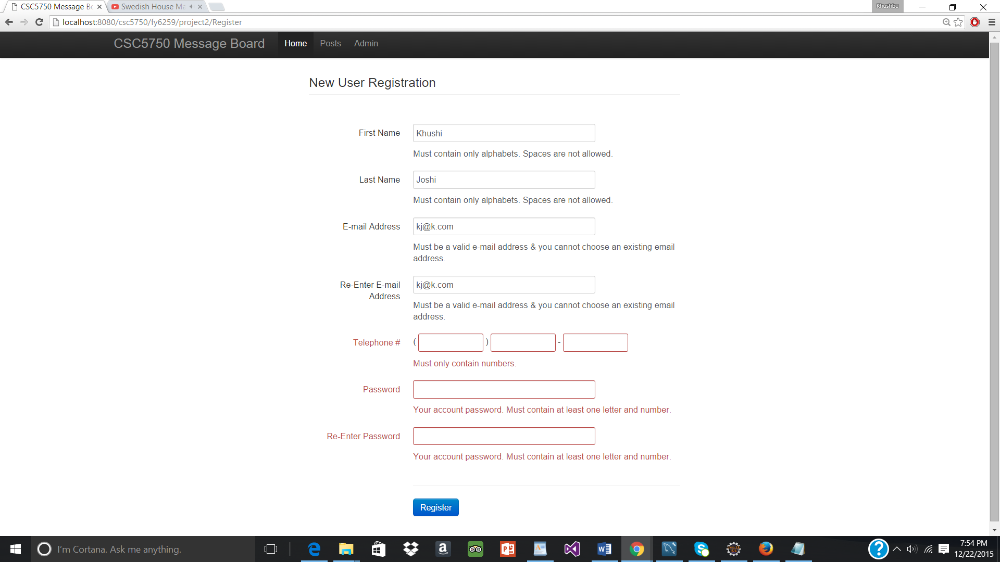 CSC5750 Message Bo
Swedish House Ma
Khushbu
localhost:8080/csc5750/fy6259/project2/Register
CSC5750 Message Board
Home
Posts
Admin
New User Registration
First Name
Khushi
Must contain only alphabets. Spaces are not allowed.
Last Name
Joshi
Must contain only alphabets. Spaces are not allowed.
E-mail Address
kj@k.com
Must be a valid e-mail address & you cannot choose an existing email
address.
Re-Enter E-mail
Address
kj@k.com
Must be a valid e-mail address & you cannot choose an existing email
address.
Telephone # ( ) -
Must only contain numbers.
Password
Your account password. Must contain at least one letter and number.
Re-Enter Password
Your account password. Must contain at least one letter and number.
Register
I'm Cortana. Ask me anything.
7:54 PM
12/22/2015